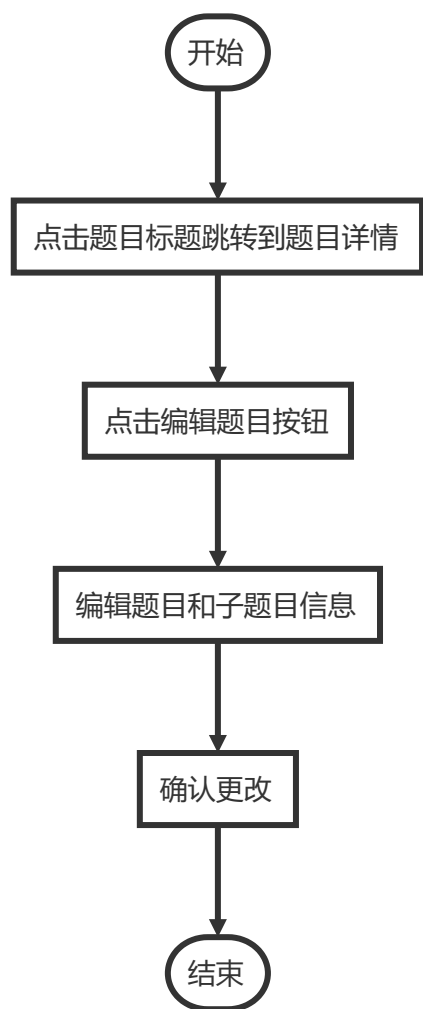 开始
点击题目标题跳转到题目详情
点击编辑题目按钮
编辑题目和子题目信息
确认更改
结束